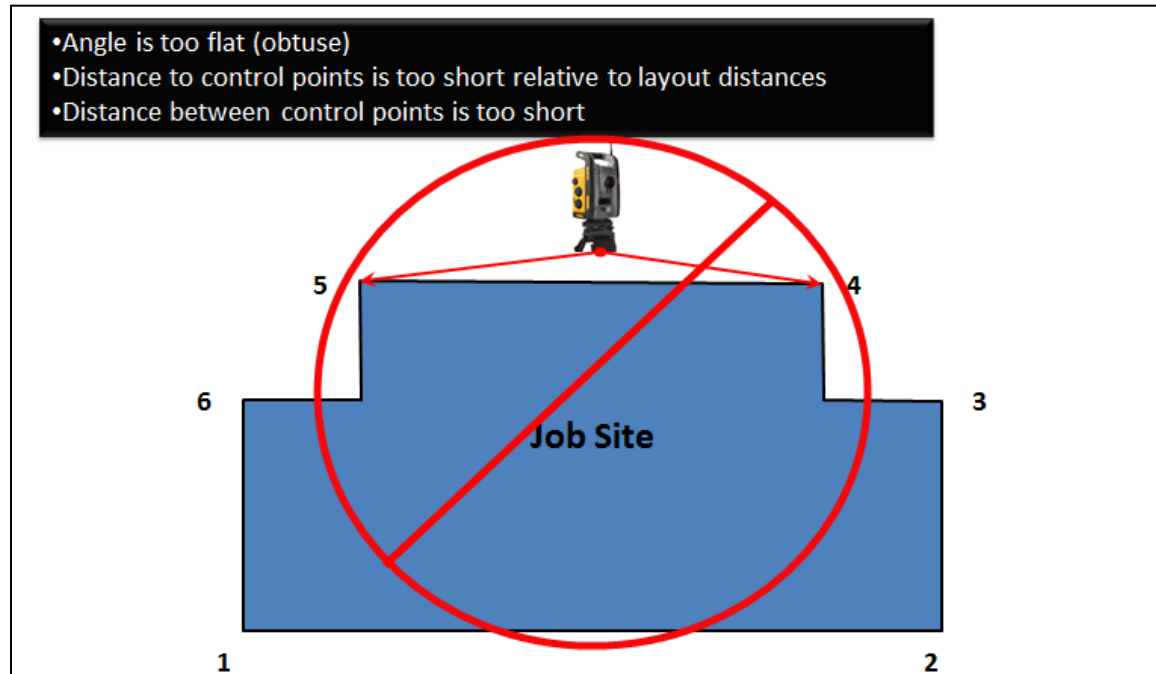 •Angle is too flat (obtuse)
•Distance to control points is too short relative to layout distances
•Distance between control points is too short
5
4
6
3
Job Site
1
2